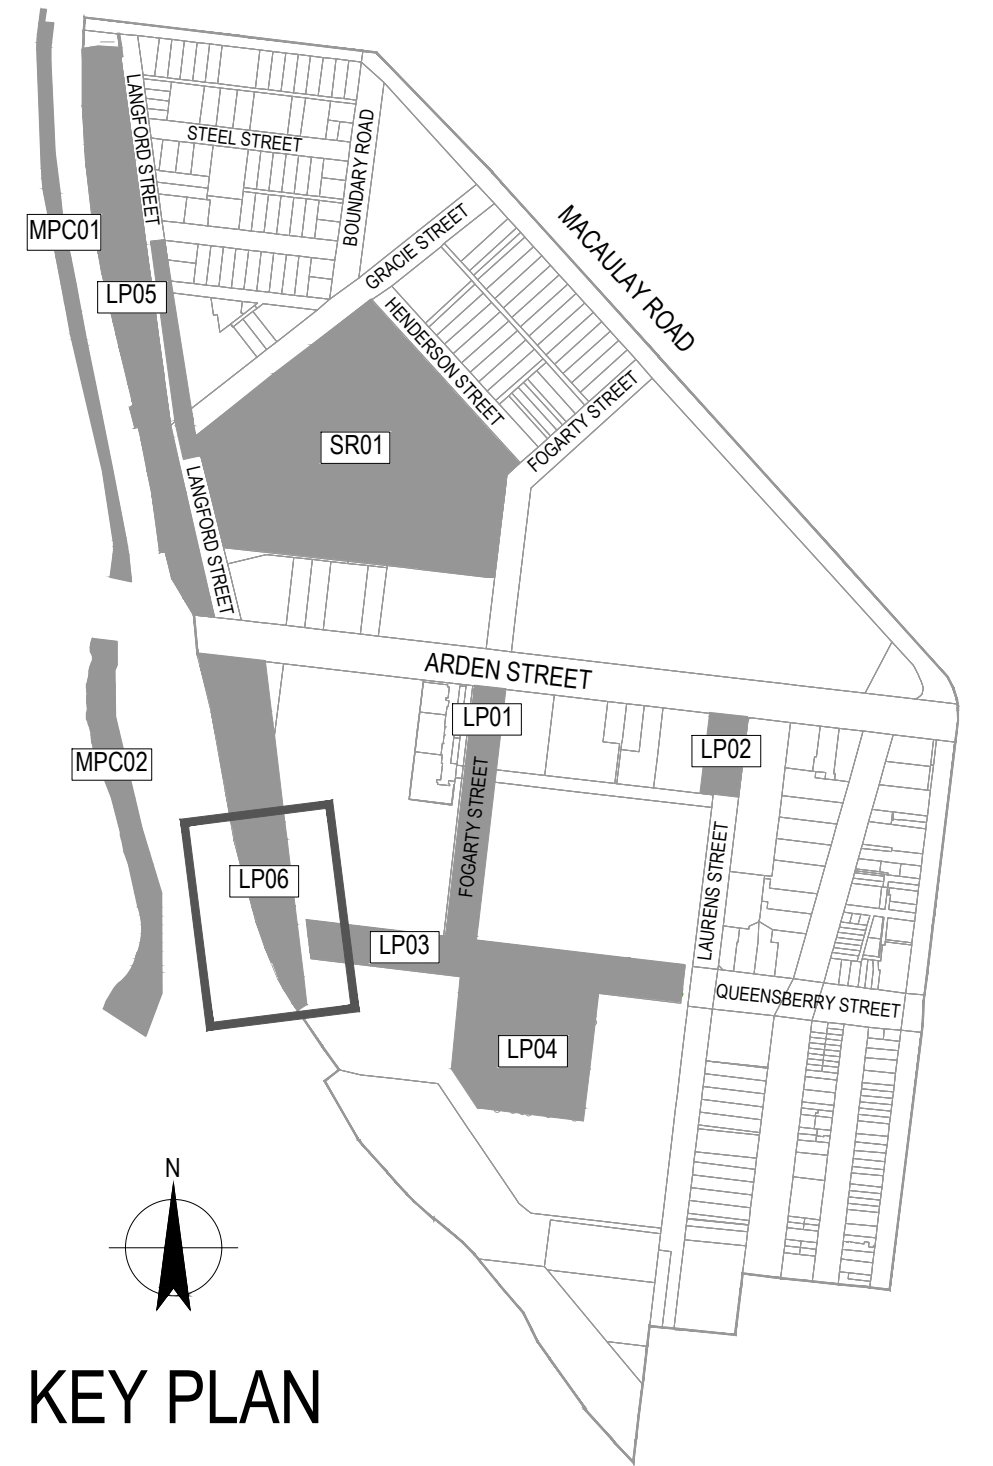 LANGFORD STREET
STEEL STREET
BOUNDARY ROAD
MPC01
GRACIE STREET
MACAULAY ROAD
LP05
HENDERSON STREET
SR01
FOGARTY STREET
LANGFORD STREET
ARDEN STREET
LP01
LP02
MPC02
FOGARTY STREET
LAURENS STREET
LP06
LP03
QUEENSBERRY STREET
LP04
N
KEY PLAN